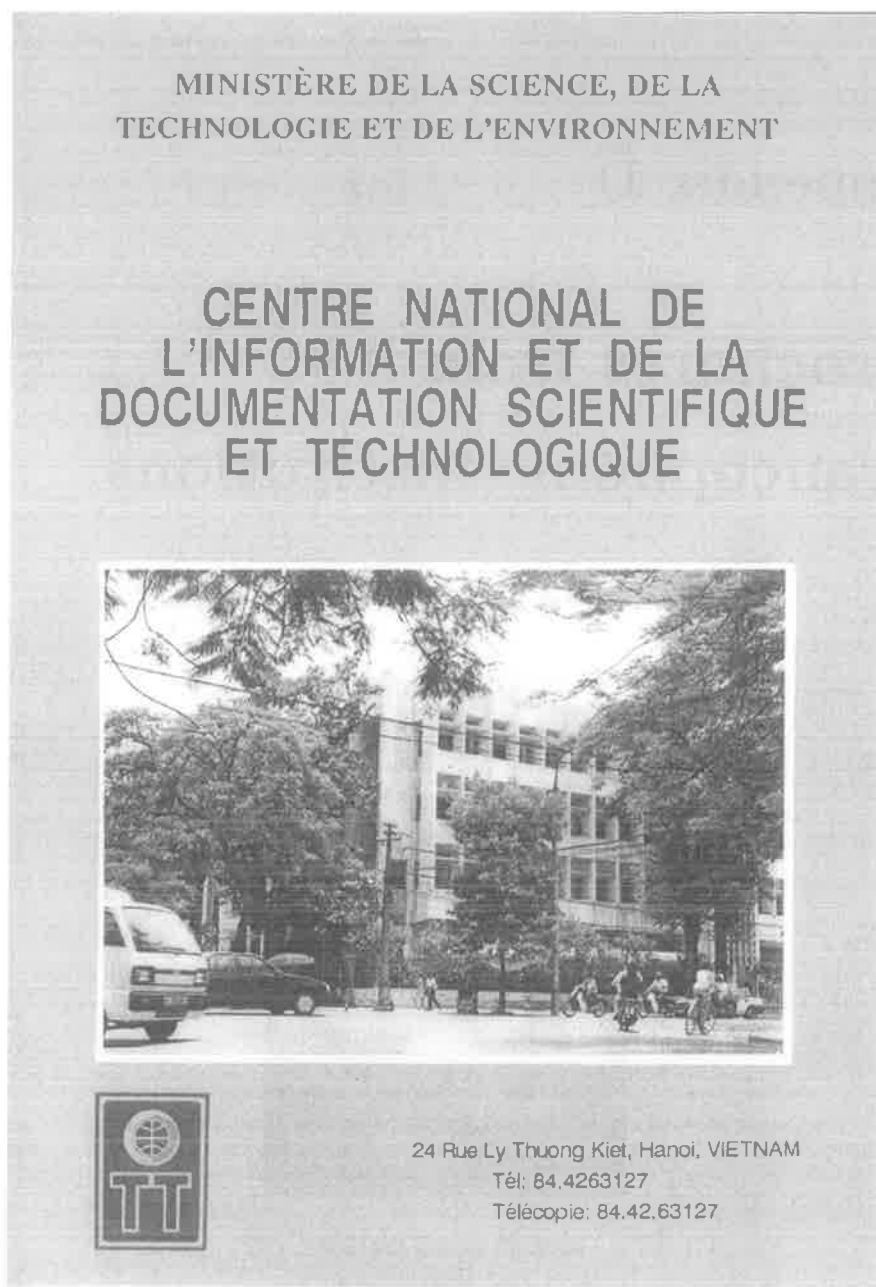 MINISTÈRE DE LA SCIENCE, DE LA
TECHNOLOGIE ET DE L'ENVIRONNEMENT
CENTRE NATIONAL DE
L'INFORMATION ET DE LA
DOCUMENTATION SCIENTIFIQUE
ET TECHNOLOGIQUE
TT
24 Rue Ly Thuong Kiet, Hanoi, VIETNAM
Tél: 84.4263127
Télécopie: 84.42.63127